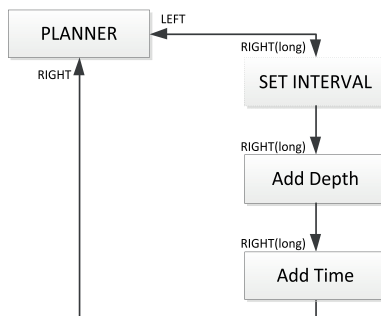 LEFT
PLANNER
RIGHT(long)
RIGHT
SET INTERVAL
RIGHT(long)
Add Depth
RIGHT(long)
Add Time